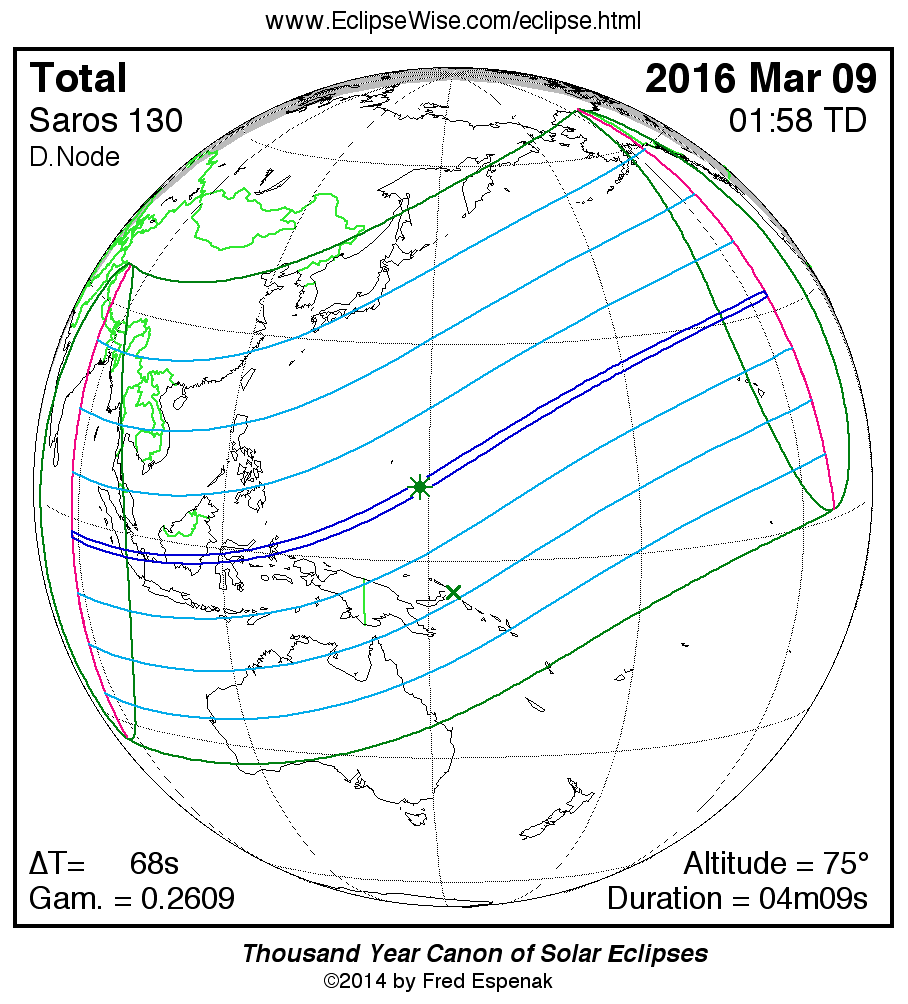 www.EclipseWise.com/eclipse.html
Total
2016 Mar 09
Saros 130
01:58 TD
D.Node
ΔT= 68s
Altitude = 75°
Gam. = 0.2609
Duration = 04m09s
Thousand Year Canon of Solar Eclipses
©2014 by Fred Espenak